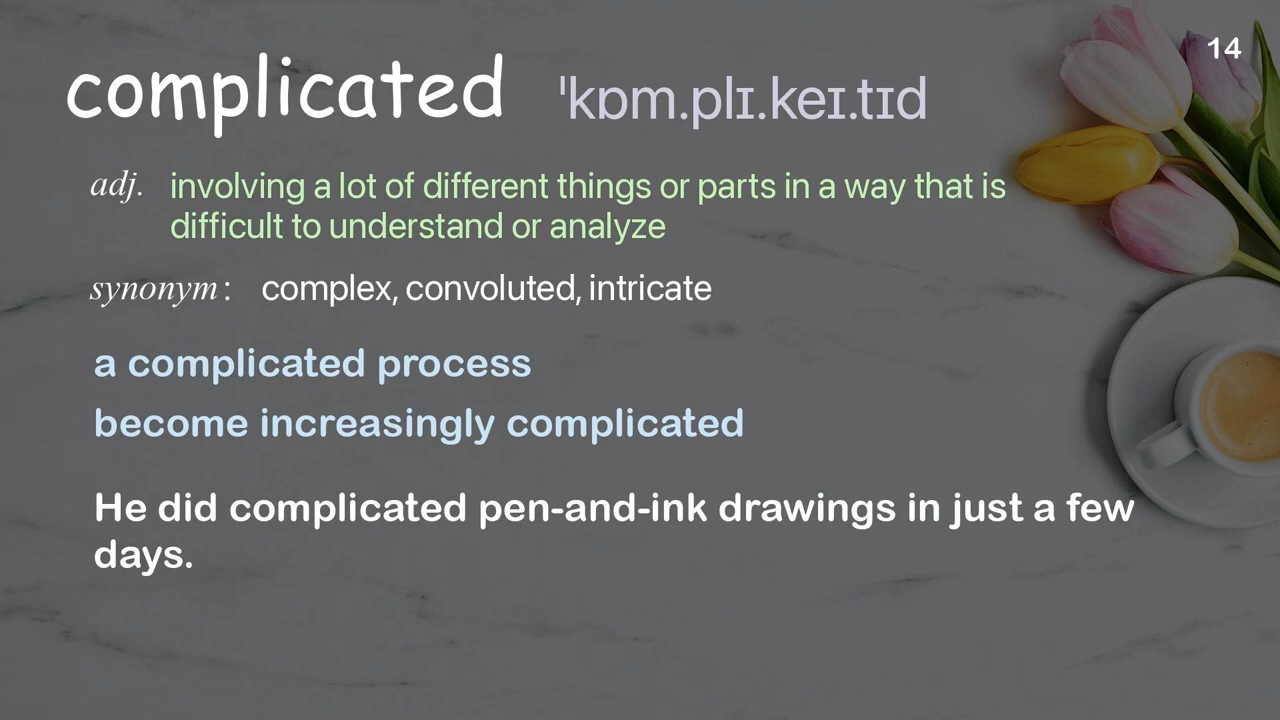 14
complicated ˈkɒm.plɪ.keɪ.tɪd
adj. involving a lot of different things or parts in a way that is
difficult to understand or analyze
synonym: complex, convoluted, intricate
a complicated process
become increasingly complicated
He did complicated pen-and-ink drawings in just a few
days.